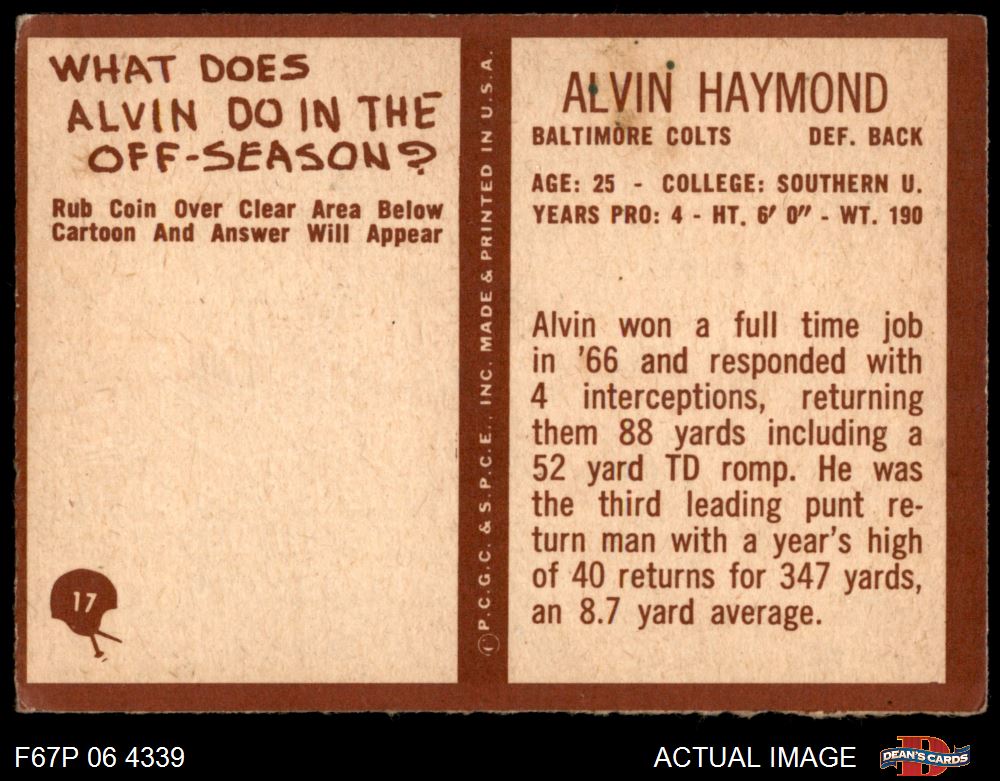 WHAT DOES
ALVIN DO IN THE
OFF-SEASON?
Rub Coin Over Clear Area Below
Cartoon And Answer Will Appear
17
© P.C.G.C. & S.P.C.E., INC. MADE & PRINTED IN U.S.A.
ALVIN HAYMOND
BALTIMORE COLTS DEF. BACK
AGE: 25 - COLLEGE: SOUTHERN U.
YEARS PRO: 4 - HT. 6' 0" - WT. 190
Alvin won a full time job
in '66 and responded with
4 interceptions, returning
them 88 yards including a
52 yard TD romp. He was
the third leading punt re-
turn man with a year's high
of 40 returns for 347 yards,
an 8.7 yard average.
F67P 06 4339
ACTUAL IMAGE
DEAN'S CARDS